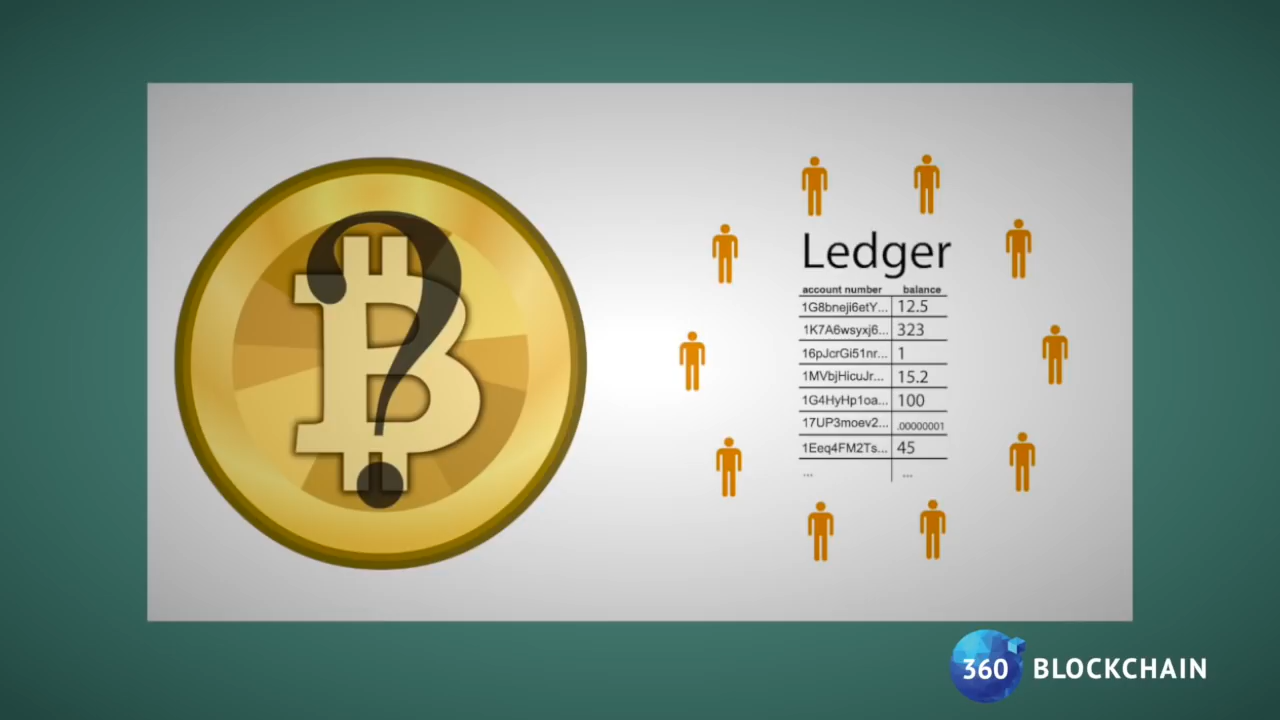 B
?
Ledger
account number balance
1G8bneji6etY... 12.5
1K7A6wsyxj6... 323
16pJcrGi51nr... 1
1MVbjHicuJr... 15.2
1G4HyHp1oa... 100
17UP3moev2... .00000001
1Eeq4FM2Ts... 45
... ...
360 BLOCKCHAIN